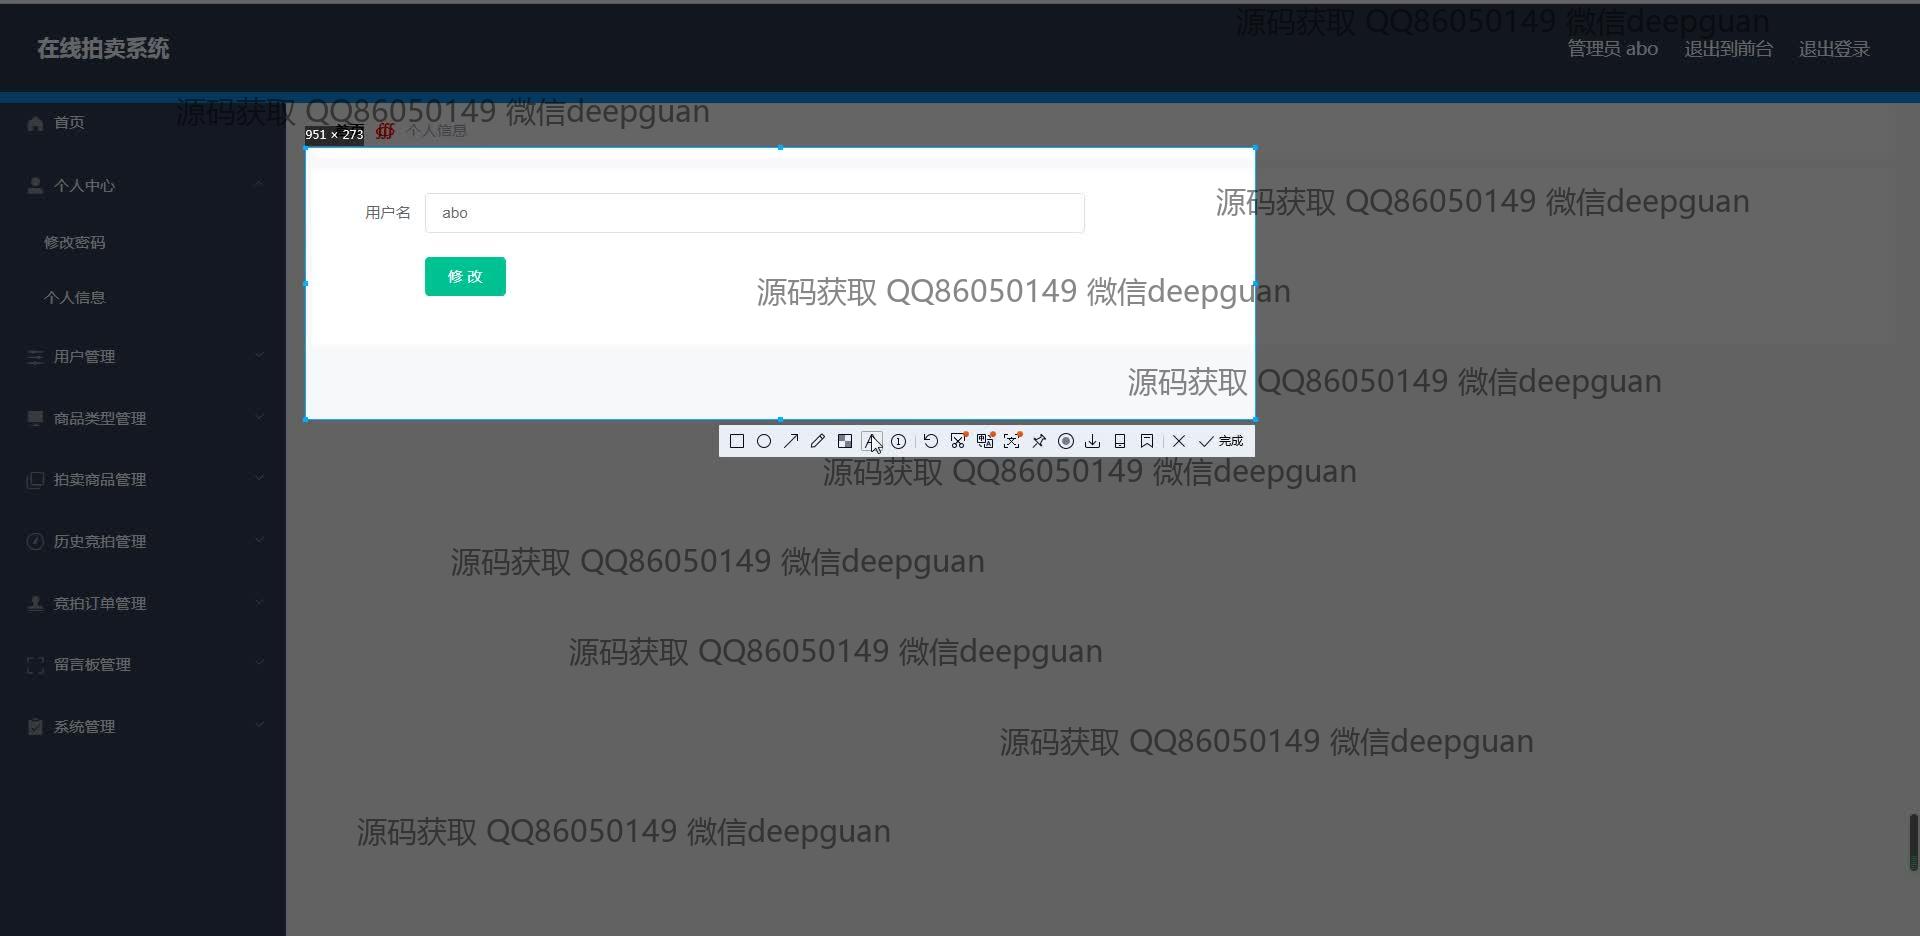 源码获取 QQ86050149 微信deepguan
在线拍卖系统
管理员 abo
退出到前台
退出登录
源码获取 QQ86050149 微信deepguan
首页
951 × 273
个人信息
个人中心
源码获取 QQ86050149 微信deepguan
用户名
abo
修改密码
修 改
源码获取 QQ86050149 微信deepguan
个人信息
用户管理
源码获取 QQ86050149 微信deepguan
商品类型管理
完成
源码获取 QQ86050149 微信deepguan
拍卖商品管理
历史竞拍管理
源码获取 QQ86050149 微信deepguan
竞拍订单管理
源码获取 QQ86050149 微信deepguan
留言板管理
系统管理
源码获取 QQ86050149 微信deepguan
源码获取 QQ86050149 微信deepguan